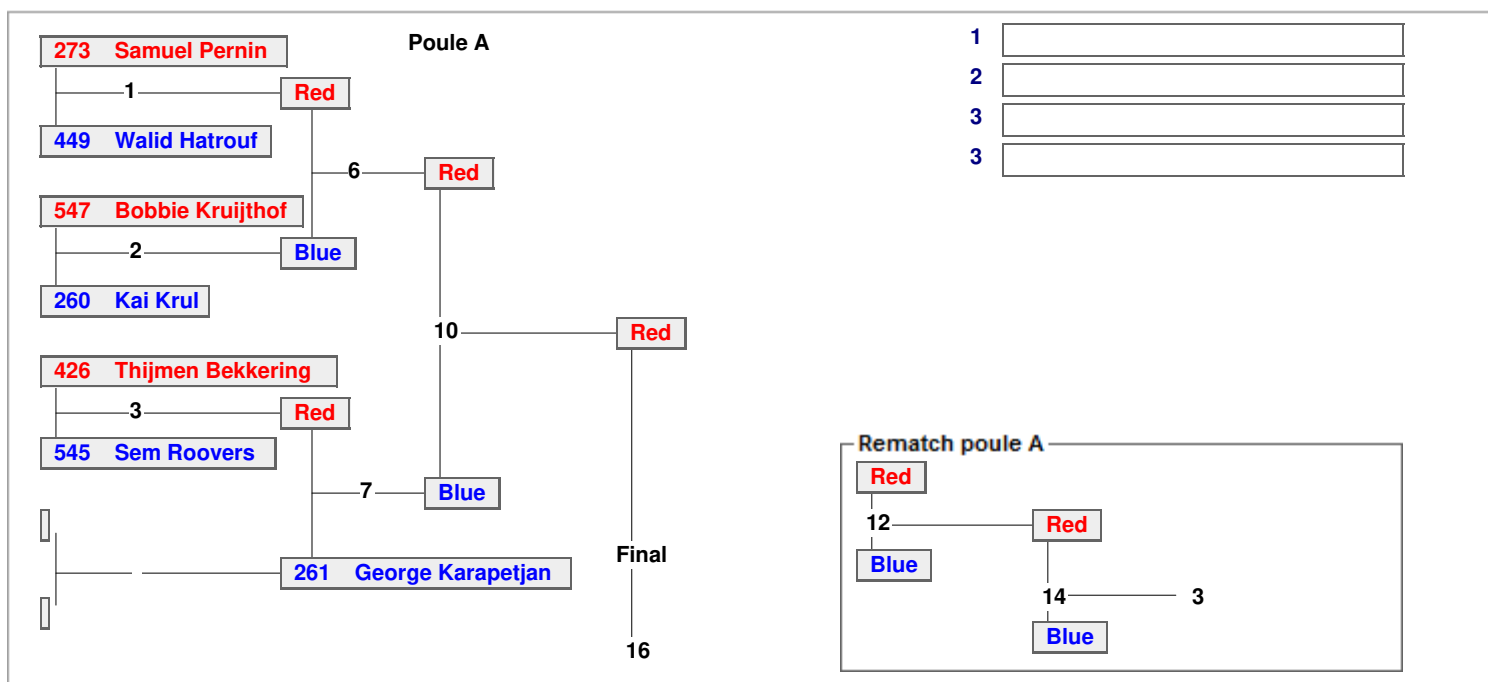 Poule A
273 Samuel Pernin
1
Red
449 Walid Hatrouf
6
Red
547 Bobbie Kruijthof
2
Blue
260 Kai Krul
10
Red
426 Thijmen Bekkering
3
Red
545 Sem Roovers
7
Blue
261 George Karapetjan
Final
16
1
2
3
3
Rematch poule A
Red
12
Red
Blue
14
3
Blue